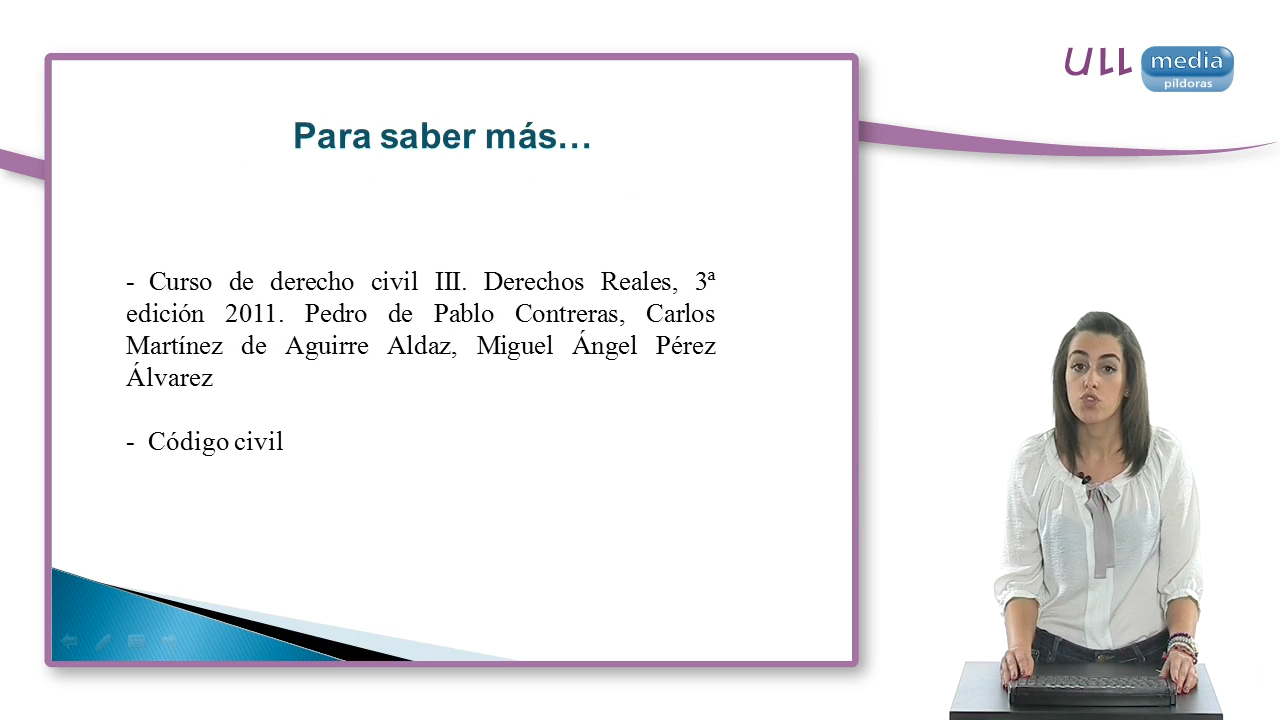 ULL media
píldoras
Para saber más…
- Curso de derecho civil III. Derechos Reales, 3ª
edición 2011. Pedro de Pablo Contreras, Carlos
Martínez de Aguirre Aldaz, Miguel Ángel Pérez
Álvarez
- Código civil